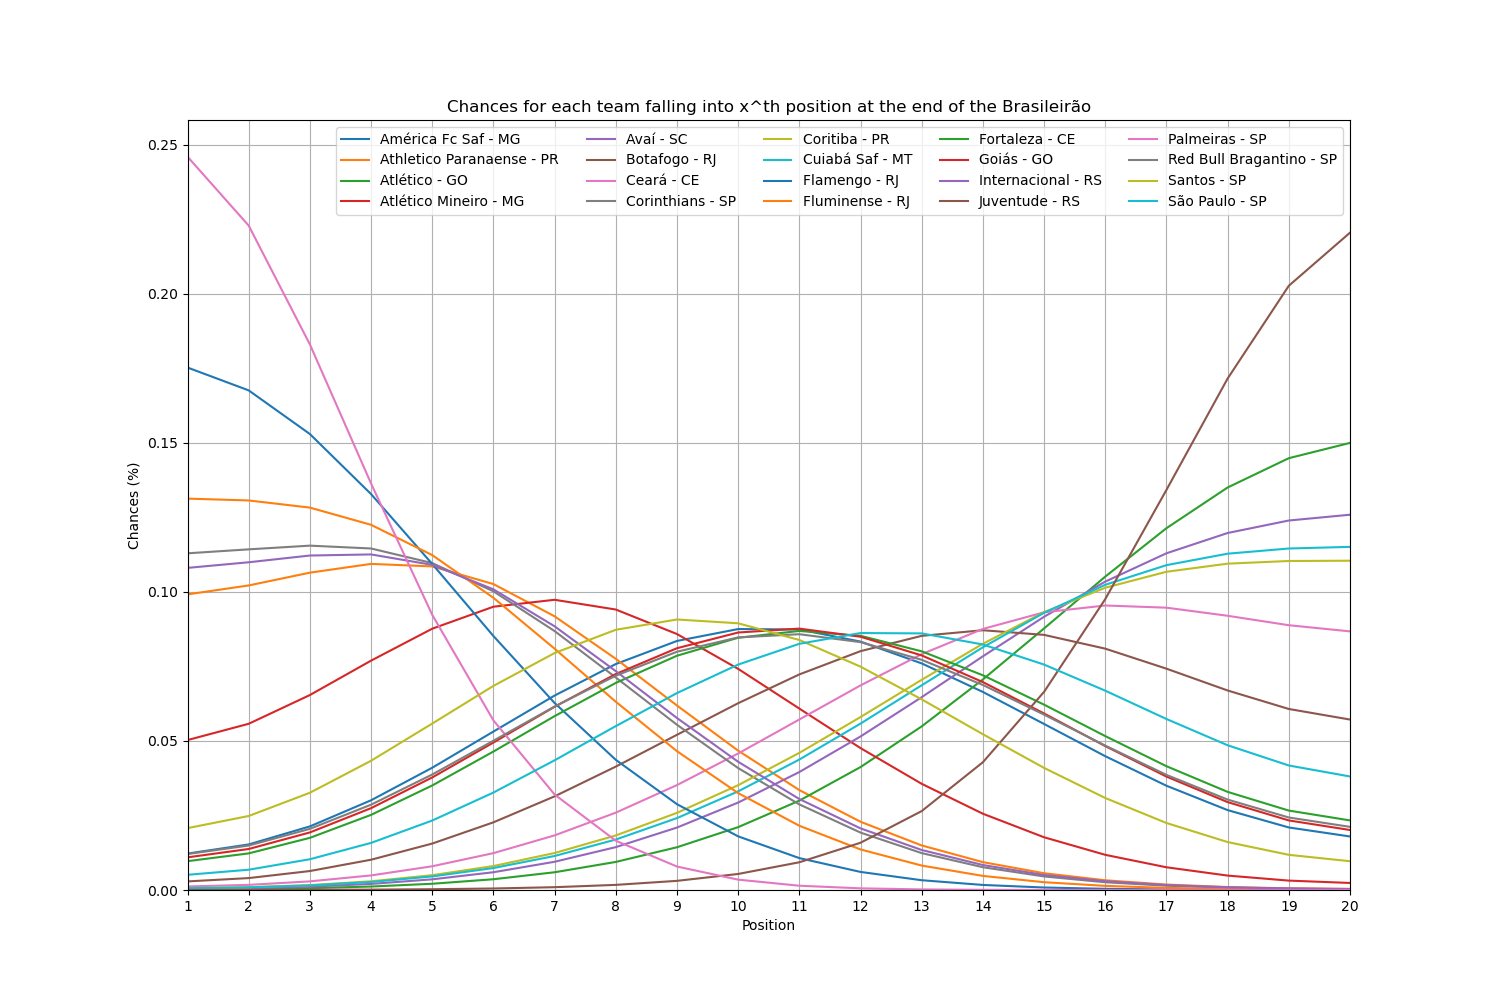 Chances for each team falling into x^th position at the end of the Brasileirão
América Fc Saf - MG
Athletico Paranaense - PR
Atlético - GO
Atlético Mineiro - MG
Avaí - SC
Botafogo - RJ
Ceará - CE
Corinthians - SP
Coritiba - PR
Cuiabá Saf - MT
Flamengo - RJ
Fluminense - RJ
Fortaleza - CE
Goiás - GO
Internacional - RS
Juventude - RS
Palmeiras - SP
Red Bull Bragantino - SP
Santos - SP
São Paulo - SP
Chances (%)
0.25
0.20
0.15
0.10
0.05
0.00
1 2 3 4 5 6 7 8 9 10 11 12 13 14 15 16 17 18 19 20
Position